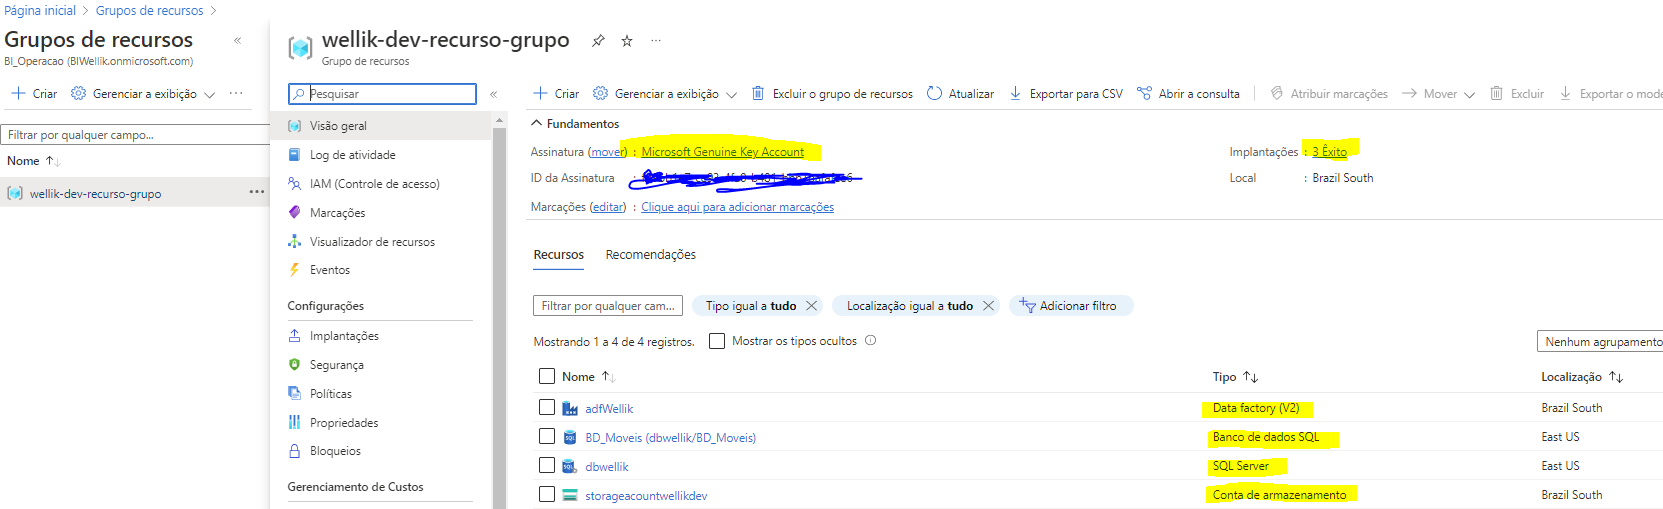 Página inicial > Grupos de recursos >
Grupos de recursos «
BI_Operacao (BIWellik.onmicrosoft.com)
+ Criar Gerenciar a exibição ...
Filtrar por qualquer campo...
Nome ↑↓
wellik-dev-recurso-grupo ...
wellik-dev-recurso-grupo ...
Grupo de recursos
Pesquisar «
Visão geral
Log de atividade
IAM (Controle de acesso)
Marcações
Visualizador de recursos
Eventos
Configurações
Implantações
Segurança
Políticas
Propriedades
Bloqueios
Gerenciamento de Custos
+ Criar Gerenciar a exibição Excluir o grupo de recursos Atualizar Exportar para CSV Abrir a consulta Atribuir marcações Mover Excluir Exportar o mode
Fundamentos
Assinatura (mover) : Microsoft Genuine Key Account Implantações : 3 Êxito
ID da Assinatura : Local : Brazil South
Marcações (editar) : Clique aqui para adicionar marcações
Recursos Recomendações
Filtrar por qualquer cam... Tipo igual a tudo Localização igual a tudo Adicionar filtro
Mostrando 1 a 4 de 4 registros. Mostrar os tipos ocultos Nenhum agrupamento
Nome ↑↓ Tipo ↑↓ Localização ↑↓
adfWellik Data factory (V2) Brazil South
BD_Moveis (dbwellik/BD_Moveis) Banco de dados SQL East US
dbwellik SQL Server East US
storageacountwellikdev Conta de armazenamento Brazil South